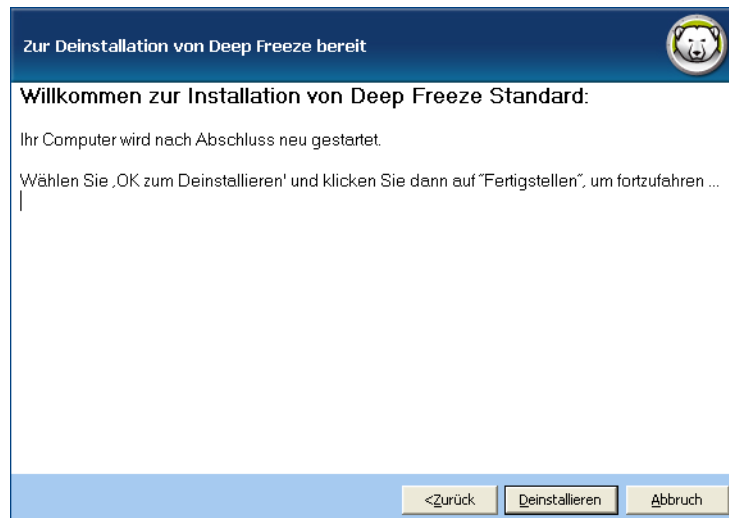 Zur Deinstallation von Deep Freeze bereit
Willkommen zur Installation von Deep Freeze Standard:
Ihr Computer wird nach Abschluss neu gestartet.
Wählen Sie ‚OK zum Deinstallieren' und klicken Sie dann auf "Fertigstellen", um fortzufahren ...
<Zurück Deinstallieren Abbruch